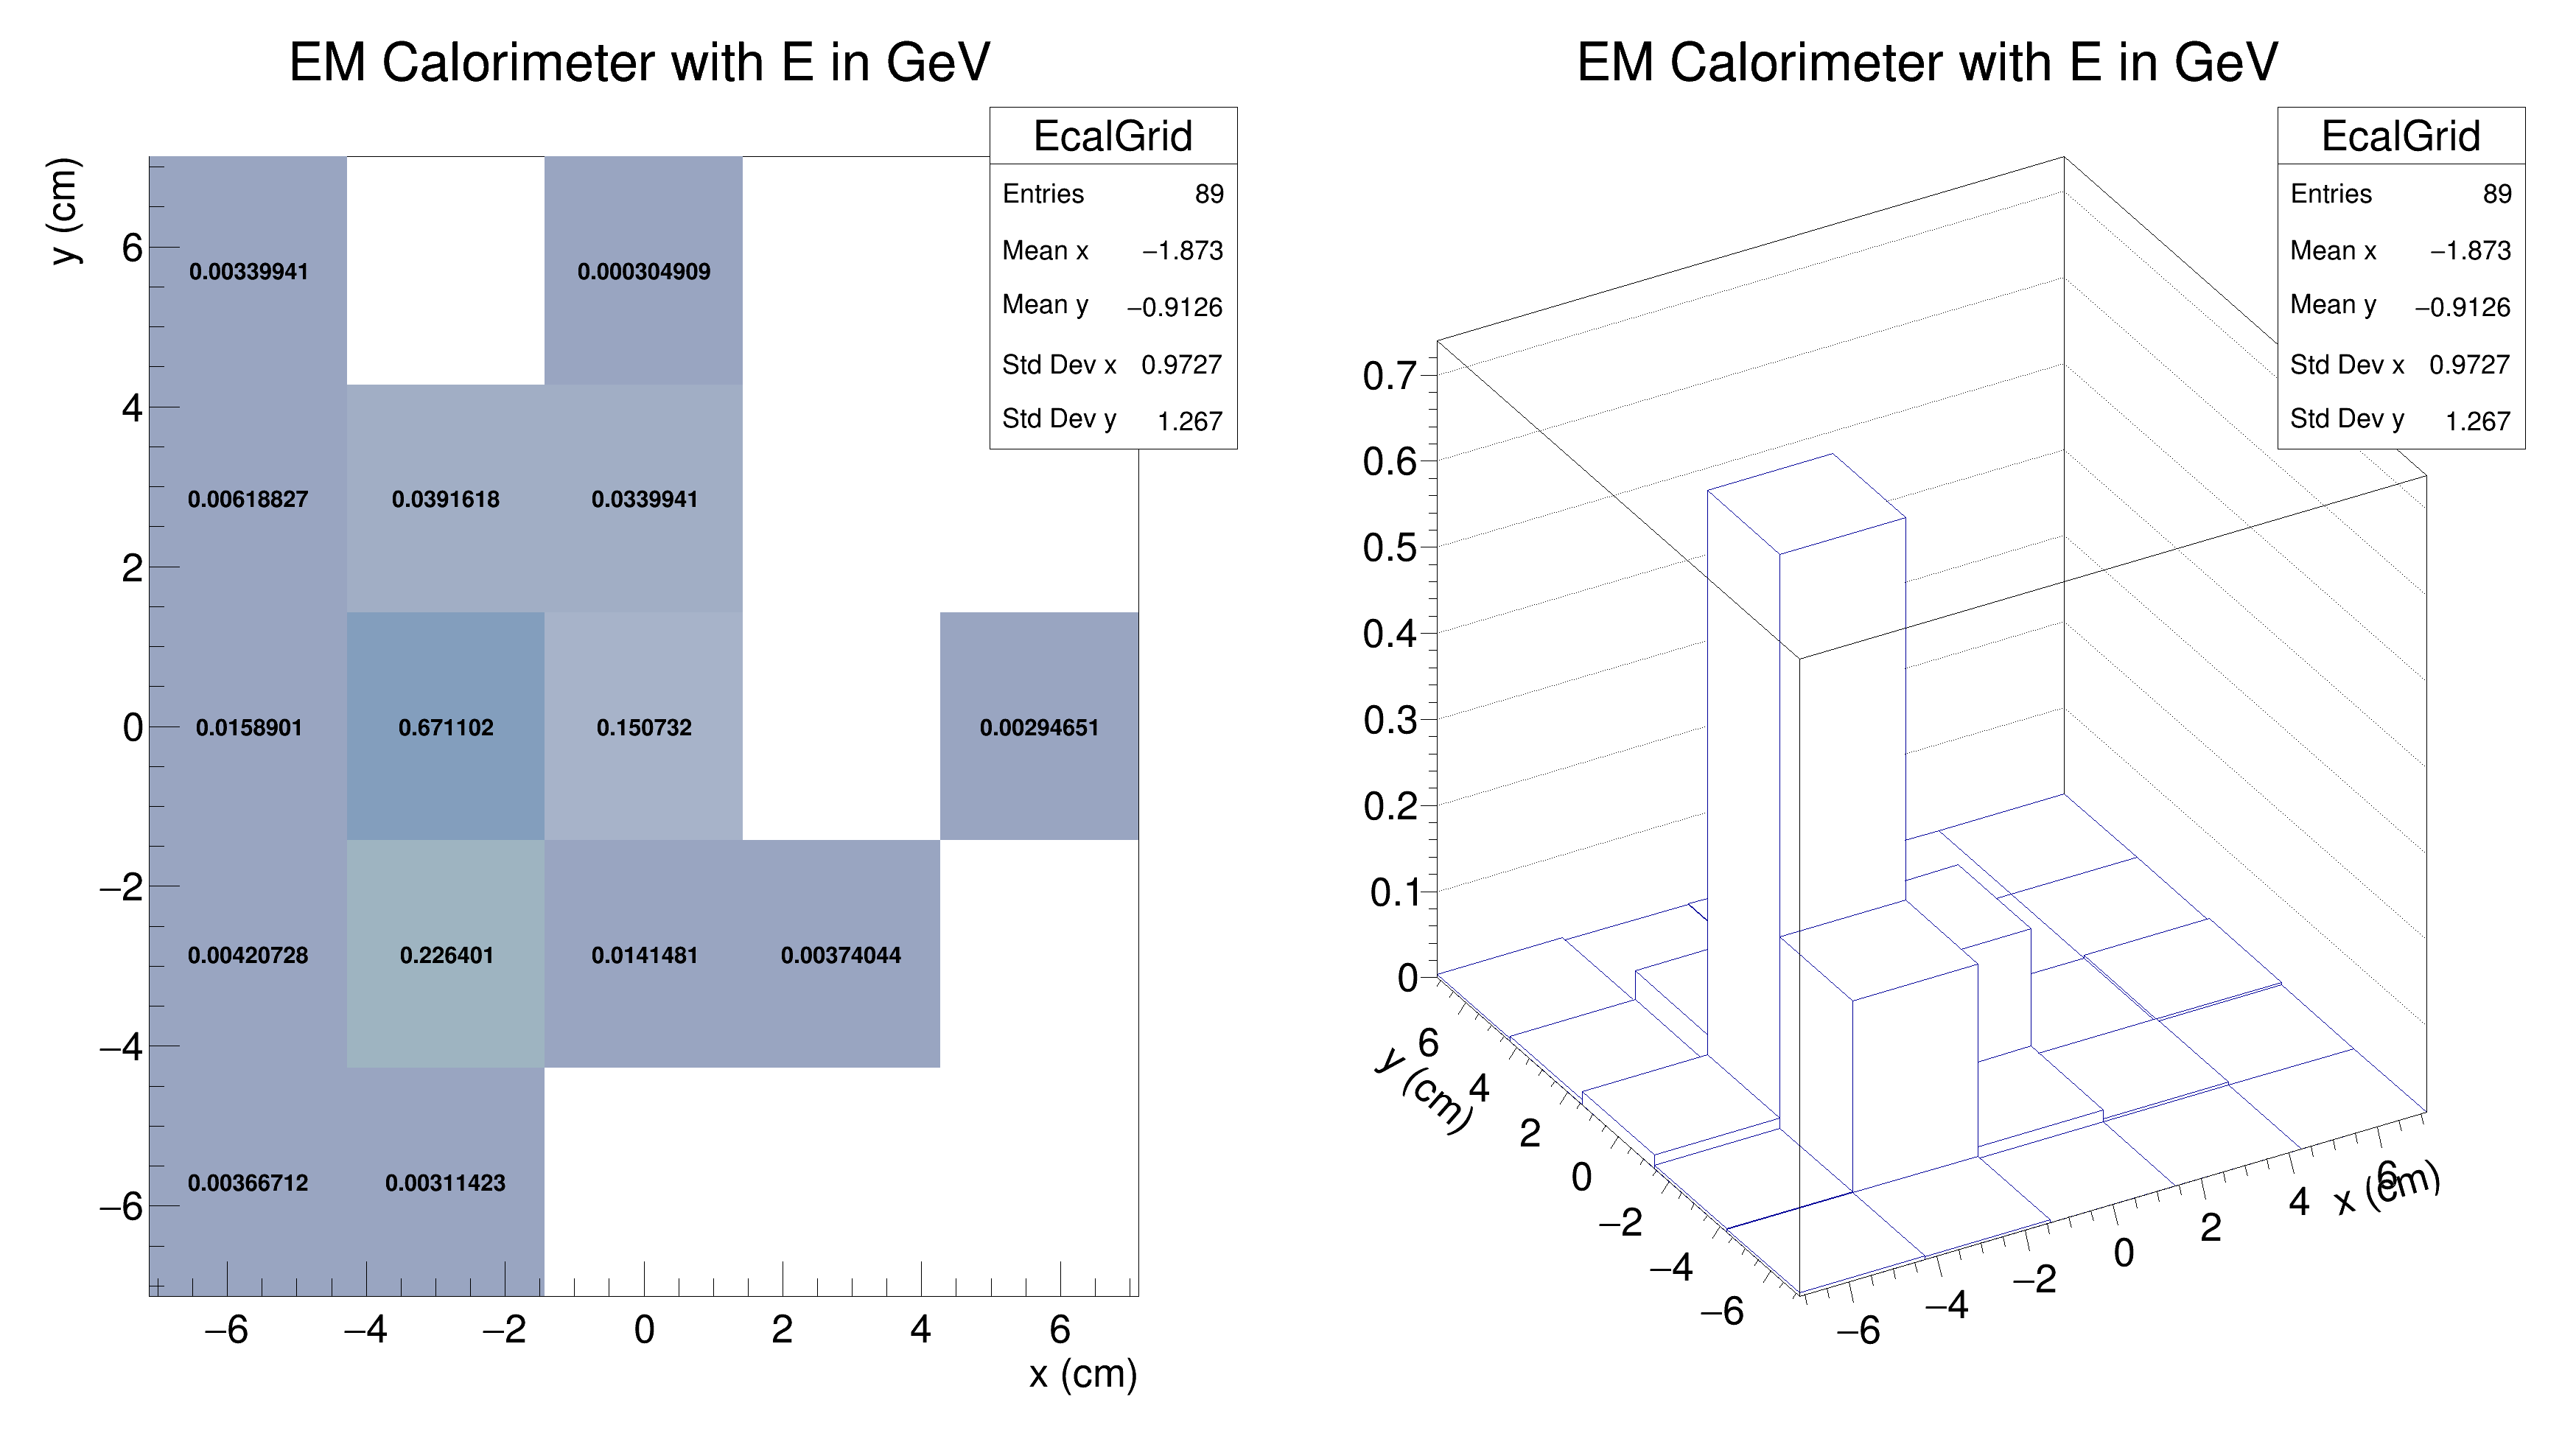 EM Calorimeter with E in GeV
EcalGrid
Entries 89
Mean x −1.873
Mean y −0.9126
Std Dev x 0.9727
Std Dev y 1.267
y (cm)
6
4
2
0
−2
−4
−6
0.00339941 0.000304909
0.00618827 0.0391618 0.0339941
0.0158901 0.671102 0.150732 0.00294651
0.00420728 0.226401 0.0141481 0.00374044
0.00366712 0.00311423
−6 −4 −2 0 2 4 6
x (cm)
EM Calorimeter with E in GeV
EcalGrid
Entries 89
Mean x −1.873
Mean y −0.9126
Std Dev x 0.9727
Std Dev y 1.267
0.7
0.6
0.5
0.4
0.3
0.2
0.1
0
y (cm)
6
4
2
0
−2
−4
−6
−6 −4 −2 0 2 4 6
x (cm)